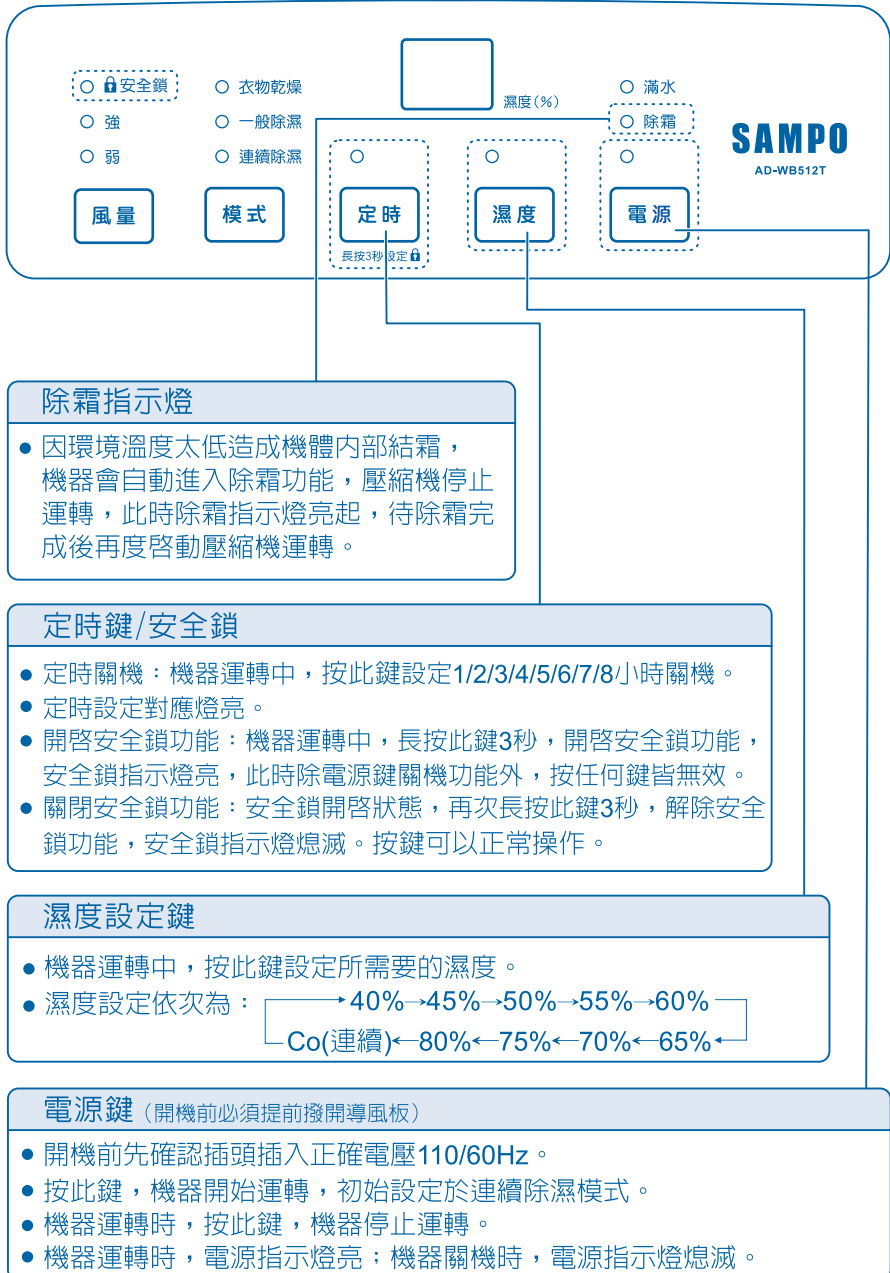 安全鎖
衣物乾燥
滿水
濕度(%)
強
一般除濕
除霜
SAMPO
弱
連續除濕
AD-WB512T
風量
模式
定時
濕度
電源
長按3秒設定
除霜指示燈
●因環境溫度太低造成機體內部結霜，
機器會自動進入除霜功能，壓縮機停止
運轉，此時除霜指示燈亮起，待除霜完
成後再度啓動壓縮機運轉。
定時鍵/安全鎖
●定時關機：機器運轉中，按此鍵設定1/2/3/4/5/6/7/8小時關機。
●定時設定對應燈亮。
●開啓安全鎖功能：機器運轉中，長按此鍵3秒，開啓安全鎖功能，
安全鎖指示燈亮，此時除電源鍵關機功能外，按任何鍵皆無效。
●關閉安全鎖功能：安全鎖開啓狀態，再次長按此鍵3秒，解除安全
鎖功能，安全鎖指示燈熄滅。按鍵可以正常操作。
濕度設定鍵
●機器運轉中，按此鍵設定所需要的濕度。
●濕度設定依次為：→40%→45%→50%→55%→60%
Co(連續)←80%←75%←70%←65%←
電源鍵（開機前必須提前撥開導風板）
●開機前先確認插頭插入正確電壓110/60Hz。
●按此鍵，機器開始運轉，初始設定於連續除濕模式。
●機器運轉時，按此鍵，機器停止運轉。
●機器運轉時，電源指示燈亮；機器關機時，電源指示燈熄滅。